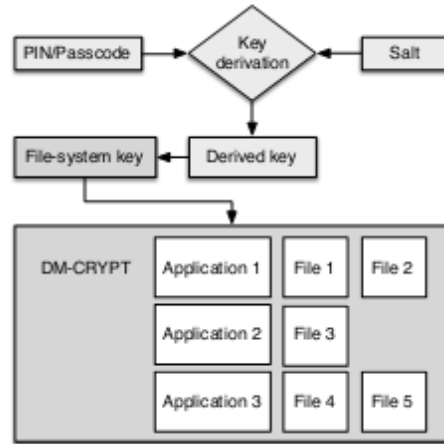 PIN/Passcode
Key
derivation
Salt
File-system key
Derived key
DM-CRYPT
Application 1
File 1
File 2
Application 2
File 3
Application 3
File 4
File 5